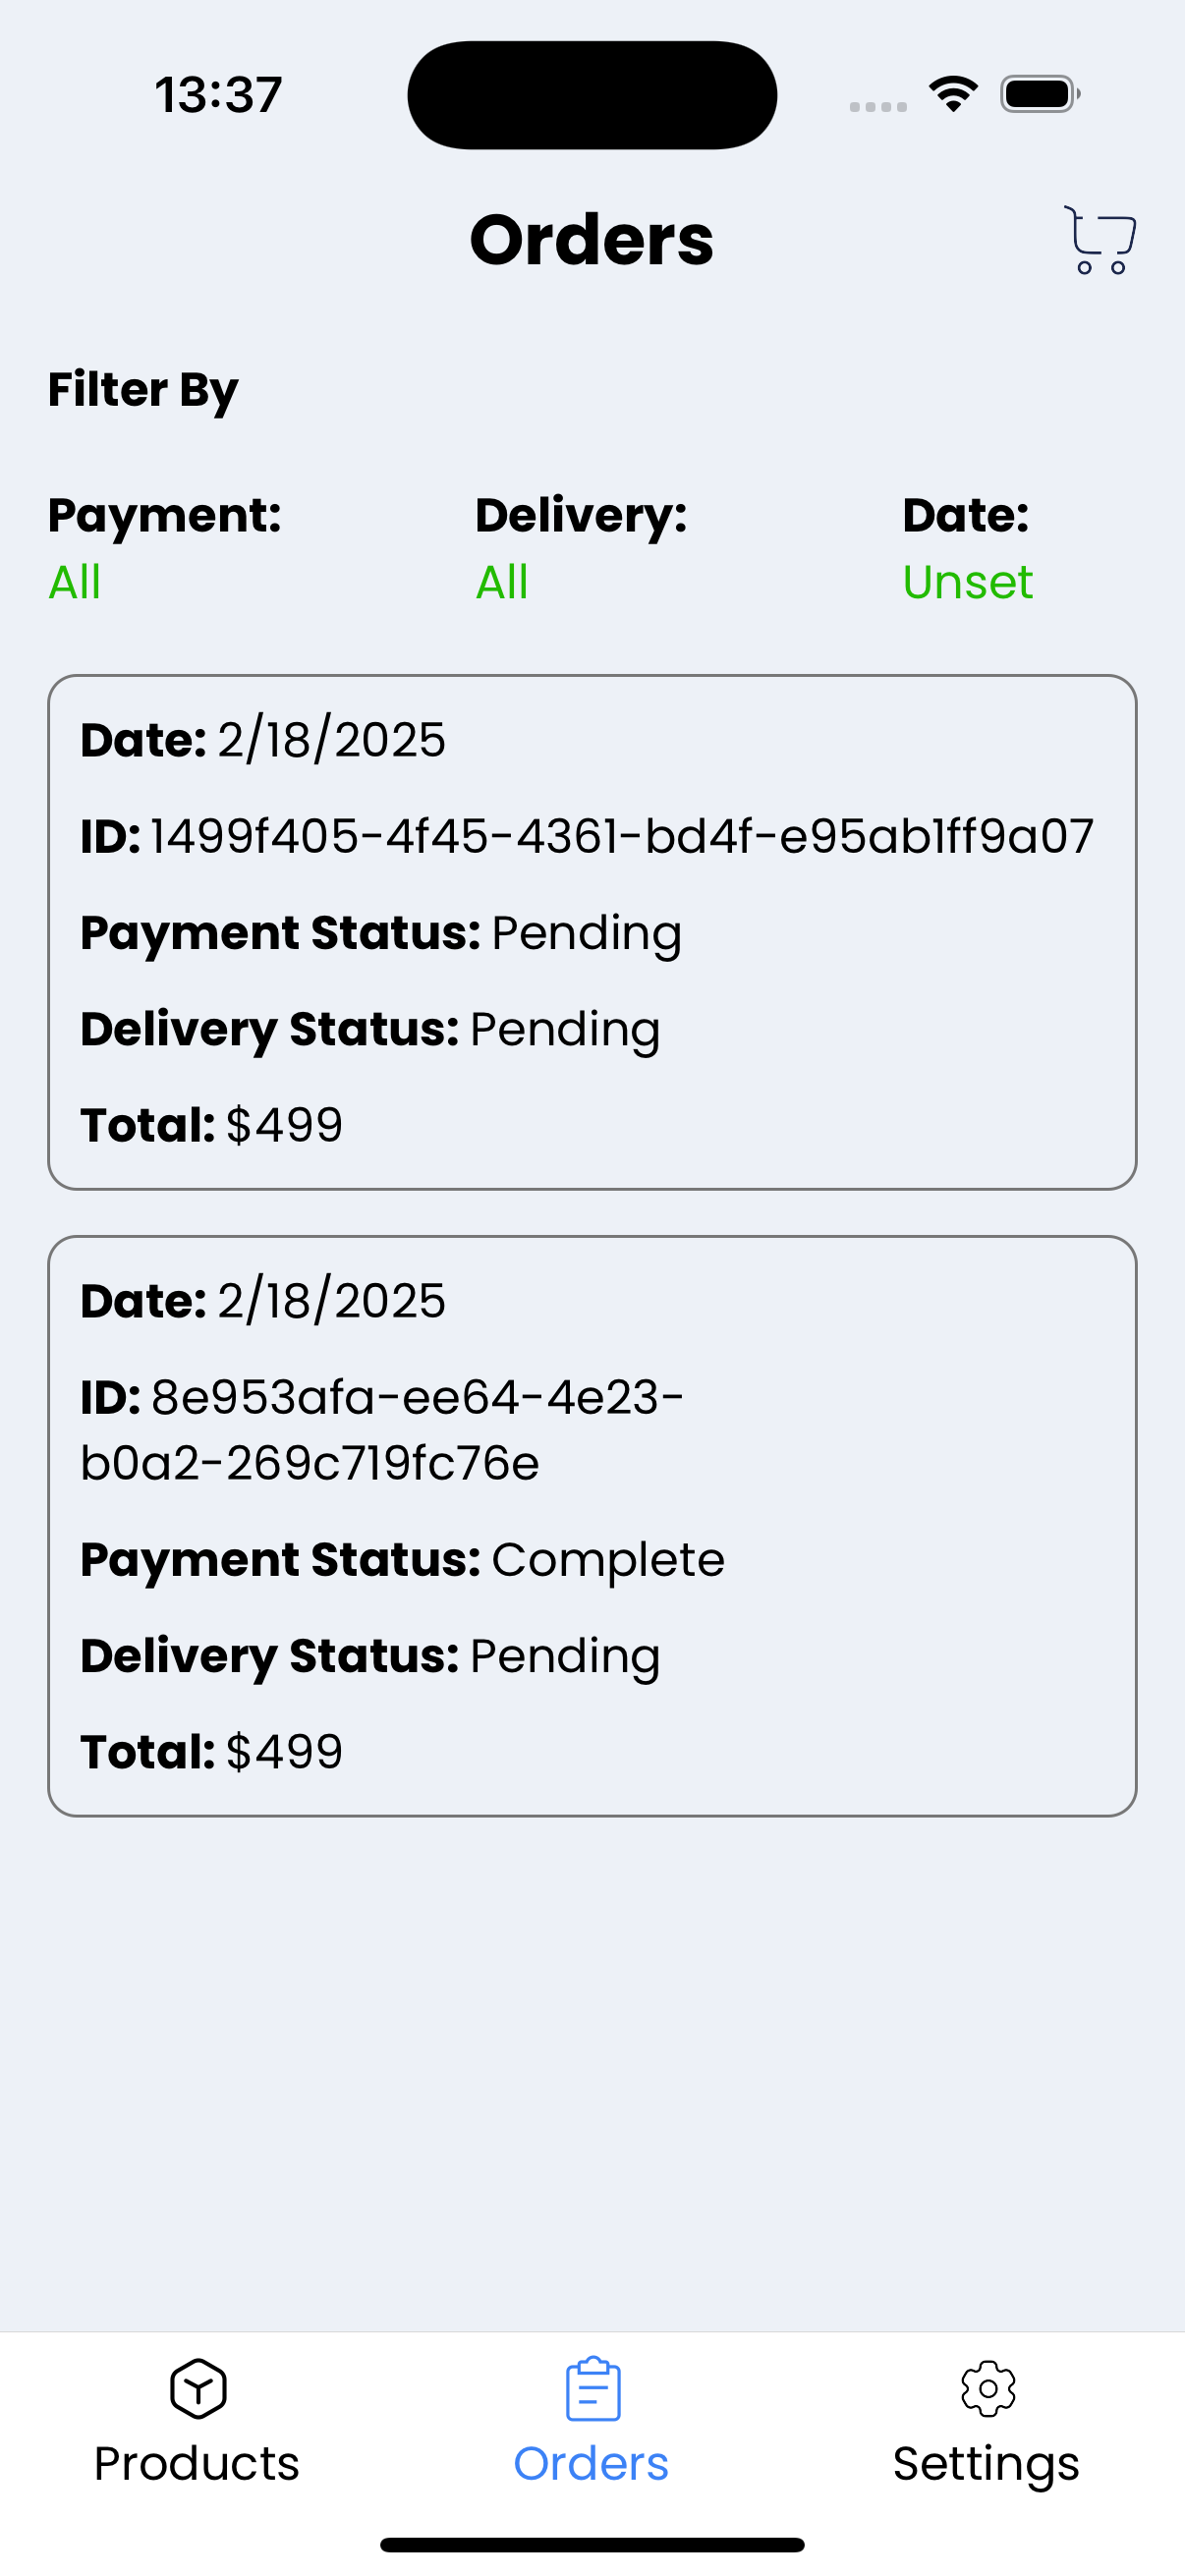 13:37
Orders
Filter By
Payment: Delivery: Date:
All All Unset
Date: 2/18/2025
ID: 1499f405-4f45-4361-bd4f-e95ab1ff9a07
Payment Status: Pending
Delivery Status: Pending
Total: $499
Date: 2/18/2025
ID: 8e953afa-ee64-4e23-
b0a2-269c719fc76e
Payment Status: Complete
Delivery Status: Pending
Total: $499
Products Orders Settings